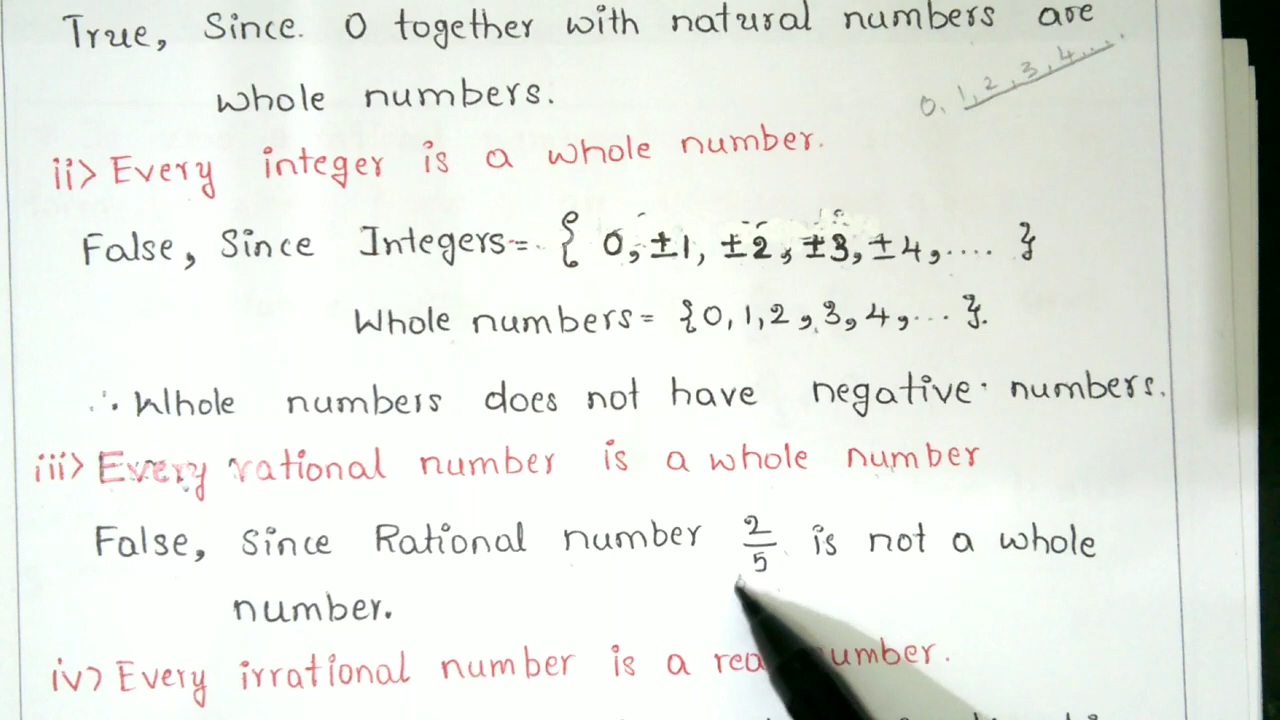 True, Since. 0 together with natural numbers are
0, 1, 2, 3, 4....
whole numbers.
ii> Every integer is a whole number.
False, Since Integers = { 0, ±1, ±2, ±3, ±4, .... }
Whole numbers = {0, 1, 2, 3, 4, ... }.
∴ Whole numbers does not have negative numbers.
iii> Every rational number is a whole number
False, Since Rational number 2/5 is not a whole
number.
iv) Every irrational number is a number.